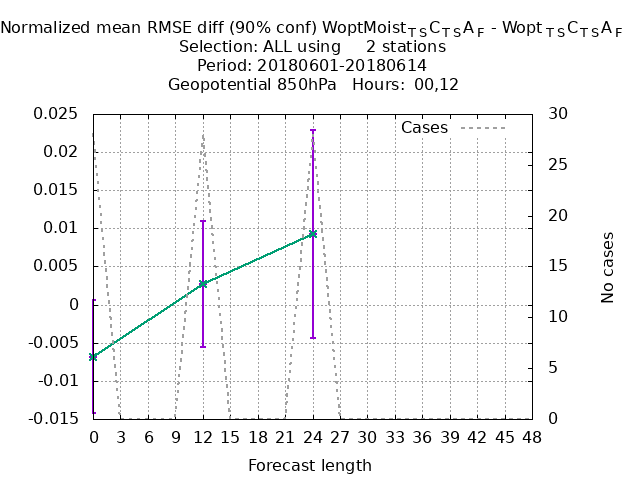 Normalized mean RMSE diff (90% conf) WoptMoist_TSC_TSA_F - Wopt_TSC_TSA_F
Selection: ALL using 2 stations
Period: 20180601-20180614
Geopotential 850hPa Hours: 00,12
Cases
0.025
0.02
0.015
0.01
0.005
0
-0.005
-0.01
-0.015
30
25
20
15
10
5
0
No cases
0 3 6 9 12 15 18 21 24 27 30 33 36 39 42 45 48
Forecast length